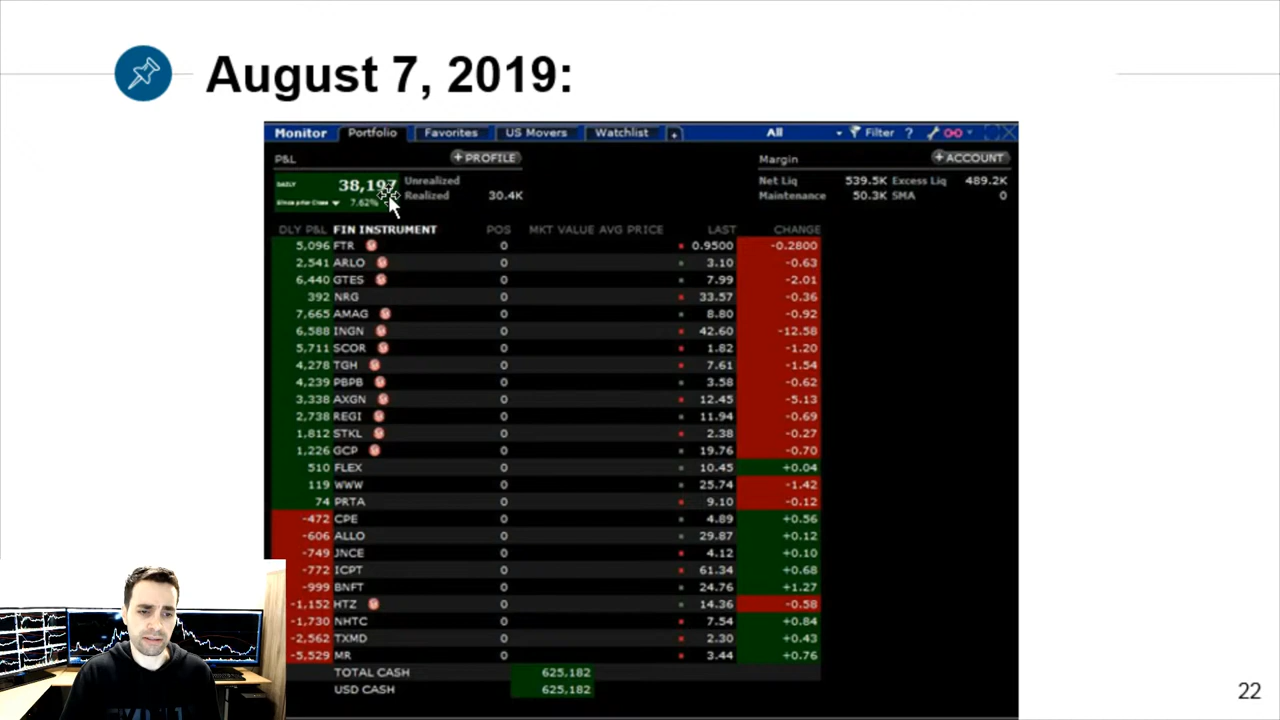 August 7, 2019:
Monitor Portfolio Favorites US Movers Watchlist + All Filter ?
P&L +PROFILE Margin +ACCOUNT
DAILY 38,197 Unrealized Net Liq 539.5K Excess Liq 489.2K
Since prior Close 7.62% Realized 30.4K Maintenance 50.3K SMA 0
DLY P&L FIN INSTRUMENT POS MKT VALUE AVG PRICE LAST CHANGE
5,096 FTR 0 0.9500 -0.2800
2,541 ARLO 0 3.10 -0.63
6,440 GTES 0 7.99 -2.01
392 NRG 0 33.57 -0.36
7,665 AMAG 0 8.80 -0.92
6,588 INGN 0 42.60 -12.58
5,711 SCOR 0 1.82 -1.20
4,278 TGH 0 7.61 -1.54
4,239 PBPB 0 3.58 -0.62
3,338 AXGN 0 12.45 -5.13
2,738 REGI 0 11.94 -0.69
1,812 STKL 0 2.38 -0.27
1,226 GCP 0 19.76 -0.70
510 FLEX 0 10.45 +0.04
119 WWW 0 25.74 -1.42
74 PRTA 0 9.10 -0.12
-472 CPE 0 4.89 +0.56
-606 ALLO 0 29.87 +0.12
-749 JNCE 0 4.12 +0.10
-772 ICPT 0 61.34 +0.68
-999 BNFT 0 24.76 +1.27
-1,152 HTZ 0 14.36 -0.58
-1,730 NHTC 0 7.54 +0.84
-2,562 TXMD 0 2.30 +0.43
-5,529 MR 0 3.44 +0.76
TOTAL CASH 625,182
USD CASH 625,182
22